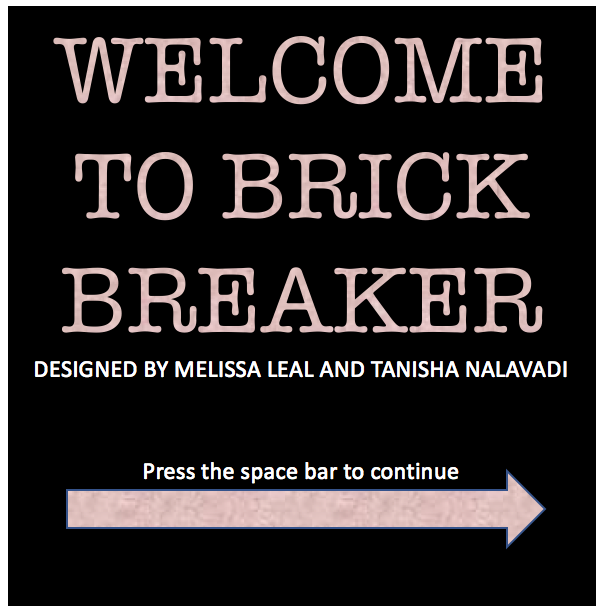 WELCOME
TO BRICK
BREAKER
DESIGNED BY MELISSA LEAL AND TANISHA NALAVADI
Press the space bar to continue